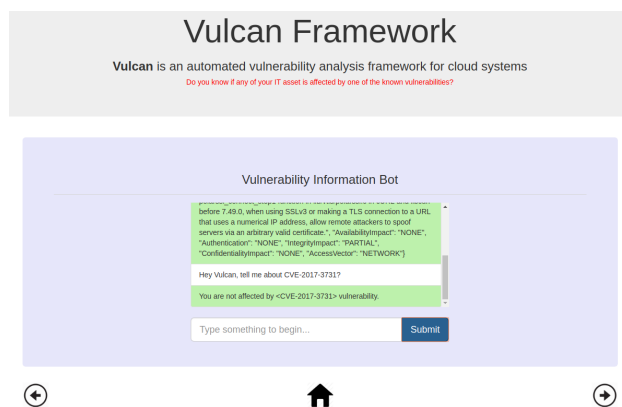 Vulcan Framework
Vulcan is an automated vulnerability analysis framework for cloud systems
Do you know if any of your IT asset is affected by one of the known vulnerabilities?
Vulnerability Information Bot
before 7.49.0, when using SSLv3 or making a TLS connection to a URL
that uses a numerical IP address, allow remote attackers to spoof
servers via an arbitrary valid certificate.", "AvailabilityImpact": "NONE",
"Authentication": "NONE", "IntegrityImpact": "PARTIAL",
"ConfidentialityImpact": "NONE", "AccessVector": "NETWORK"}
Hey Vulcan, tell me about CVE-2017-3731?
You are not affected by <CVE-2017-3731> vulnerability.
Type something to begin...
Submit